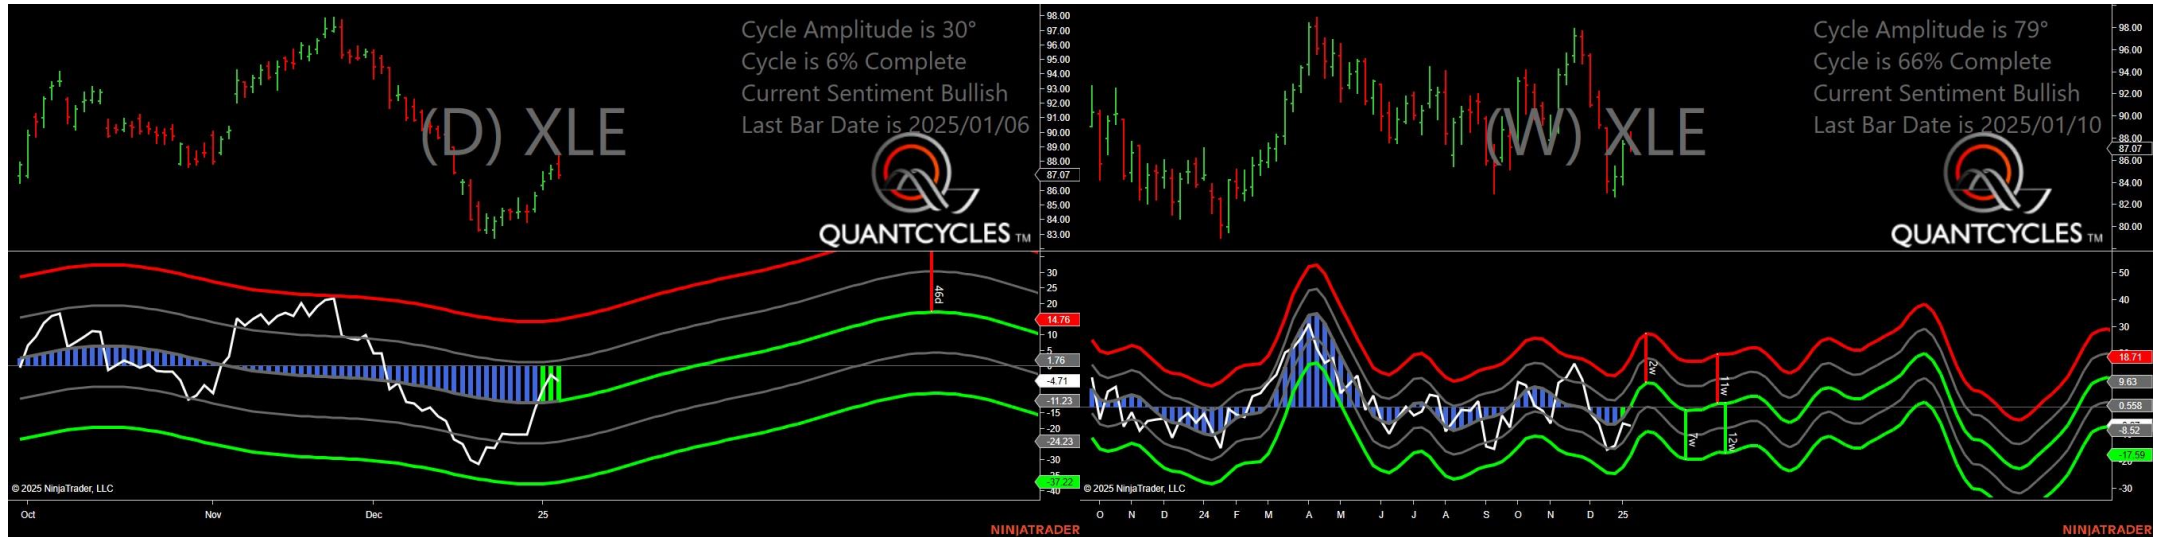 Cycle Amplitude is 30°
Cycle is 6% Complete
Current Sentiment Bullish
Last Bar Date is 2025/01/06
(D) XLE
QUANTCYCLES TM
98.00
97.00
96.00
95.00
94.00
93.00
92.00
91.00
90.00
89.00
88.00
87.07
86.00
85.00
84.00
83.00
46d
30
25
20
14.76
10
5
1.76
-4.71
-11.23
-15
-20
-24.23
-30
-37.22
-40
© 2025 NinjaTrader, LLC
Oct
Nov
Dec
25
NINJATRADER
Cycle Amplitude is 79°
Cycle is 66% Complete
Current Sentiment Bullish
Last Bar Date is 2025/01/10
(W) XLE
QUANTCYCLES TM
98.00
96.00
94.00
92.00
90.00
88.00
87.07
86.00
84.00
82.00
80.00
2w
11w
7w
12w
50
40
30
18.71
9.63
0.558
-8.52
-17.59
-30
© 2025 NinjaTrader, LLC
O N D 24 F M A M J J A S O N D 25
NINJATRADER